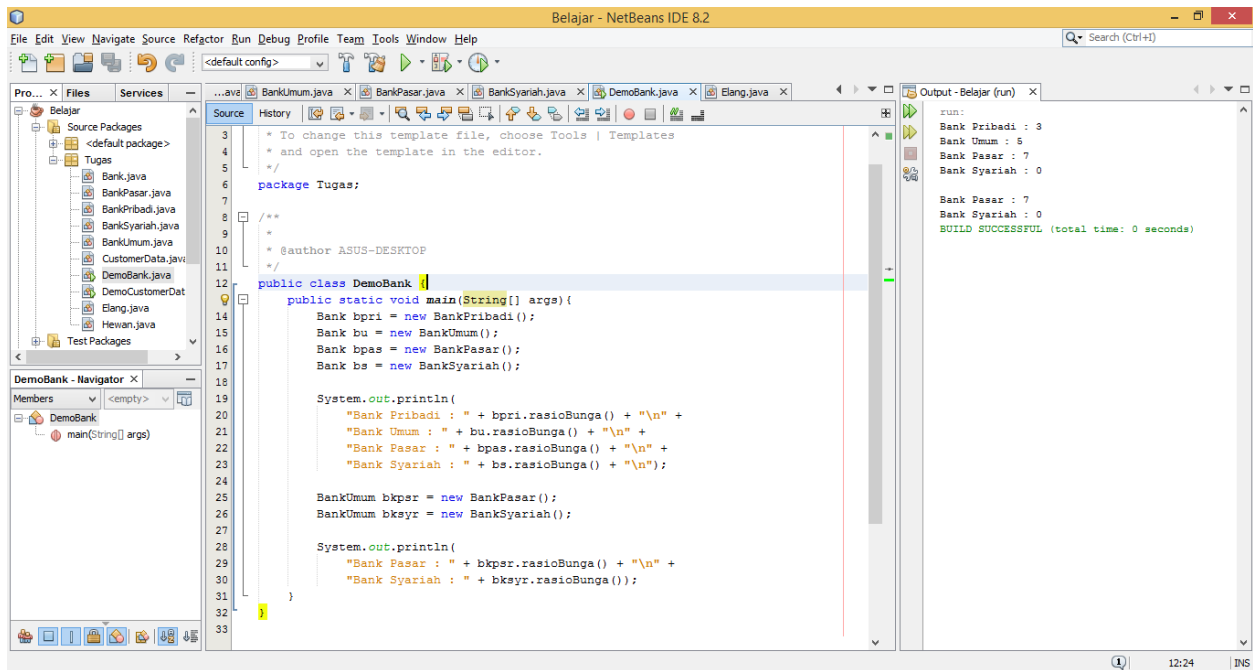 Belajar - NetBeans IDE 8.2
File Edit View Navigate Source Refactor Run Debug Profile Team Tools Window Help
Search (Ctrl+I)
<default config>
Pro... Files Services
Belajar
Source Packages
<default package>
Tugas
Bank.java
BankPasar.java
BankPribadi.java
BankSyariah.java
BankUmum.java
CustomerData.java
DemoBank.java
DemoCustomerDat
Elang.java
Hewan.java
Test Packages
DemoBank - Navigator
Members <empty>
DemoBank
main(String[] args)
...ava BankUmum.java BankPasar.java BankSyariah.java DemoBank.java Elang.java
Source History
3 * To change this template file, choose Tools | Templates
4 * and open the template in the editor.
5 */
6 package Tugas;
7
8 /**
9 *
10 * @author ASUS-DESKTOP
11 */
12 public class DemoBank {
public static void main(String[] args){
14 Bank bpri = new BankPribadi();
15 Bank bu = new BankUmum();
16 Bank bpas = new BankPasar();
17 Bank bs = new BankSyariah();
18
19 System.out.println(
20 "Bank Pribadi : " + bpri.rasioBunga() + "\n" +
21 "Bank Umum : " + bu.rasioBunga() + "\n" +
22 "Bank Pasar : " + bpas.rasioBunga() + "\n" +
23 "Bank Syariah : " + bs.rasioBunga() + "\n");
24
25 BankUmum bkpsr = new BankPasar();
26 BankUmum bksyr = new BankSyariah();
27
28 System.out.println(
29 "Bank Pasar : " + bkpsr.rasioBunga() + "\n" +
30 "Bank Syariah : " + bksyr.rasioBunga());
31 }
32 }
33
Output - Belajar (run)
run:
Bank Pribadi : 3
Bank Umum : 5
Bank Pasar : 7
Bank Syariah : 0
Bank Pasar : 7
Bank Syariah : 0
BUILD SUCCESSFUL (total time: 0 seconds)
1 12:24 INS